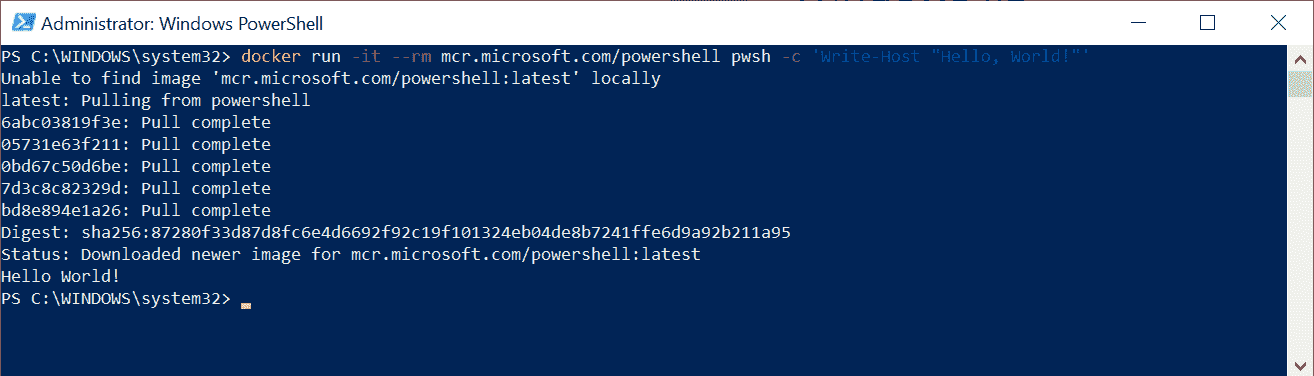 Administrator: Windows PowerShell
PS C:\WINDOWS\system32> docker run -it --rm mcr.microsoft.com/powershell pwsh -c 'Write-Host "Hello, World!"'
Unable to find image 'mcr.microsoft.com/powershell:latest' locally
latest: Pulling from powershell
6abc03819f3e: Pull complete
05731e63f211: Pull complete
0bd67c50d6be: Pull complete
7d3c8c82329d: Pull complete
bd8e894e1a26: Pull complete
Digest: sha256:87280f33d87d8fc6e4d6692f92c19f101324eb04de8b7241ffe6d9a92b211a95
Status: Downloaded newer image for mcr.microsoft.com/powershell:latest
Hello World!
PS C:\WINDOWS\system32>